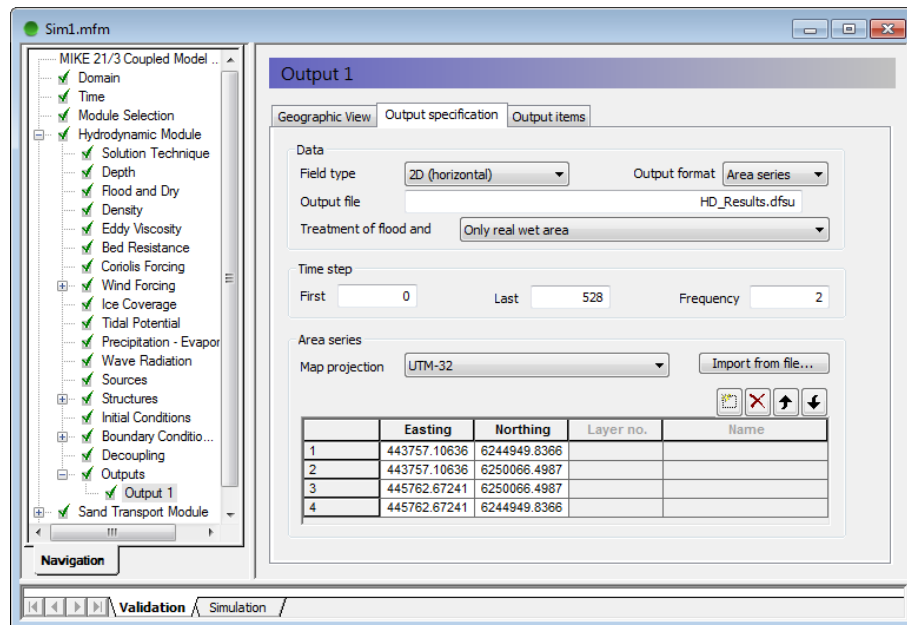 Sim1.mfm
MIKE 21/3 Coupled Model ..
Domain
Time
Module Selection
Hydrodynamic Module
Solution Technique
Depth
Flood and Dry
Density
Eddy Viscosity
Bed Resistance
Coriolis Forcing
Wind Forcing
Ice Coverage
Tidal Potential
Precipitation - Evapor
Wave Radiation
Sources
Structures
Initial Conditions
Boundary Conditio...
Decoupling
Outputs
Output 1
Sand Transport Module
Navigation
Output 1
Geographic View Output specification Output items
Data
Field type 2D (horizontal) Output format Area series
Output file HD_Results.dfsu
Treatment of flood and Only real wet area
Time step
First 0 Last 528 Frequency 2
Area series
Map projection UTM-32 Import from file...
Easting Northing Layer no. Name
1 443757.10636 6244949.8366
2 443757.10636 6250066.4987
3 445762.67241 6250066.4987
4 445762.67241 6244949.8366
Validation Simulation